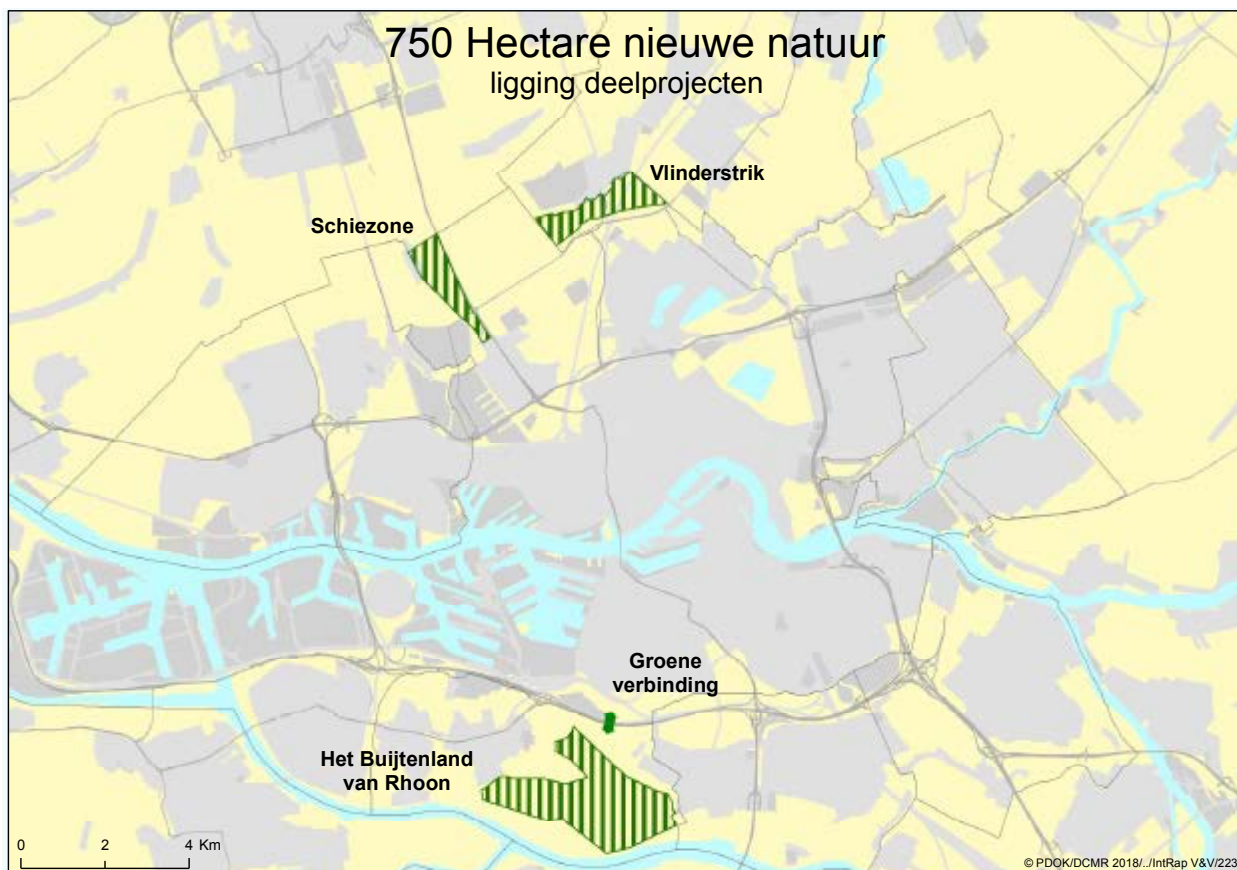 750 Hectare nieuwe natuur
ligging deelprojecten
Vlinderstrik
Schiezone
Groene
verbinding
Het Buijtenland
van Rhoon
0 2 4 Km
© PDOK/DCMR 2018/../IntRap V&V/223